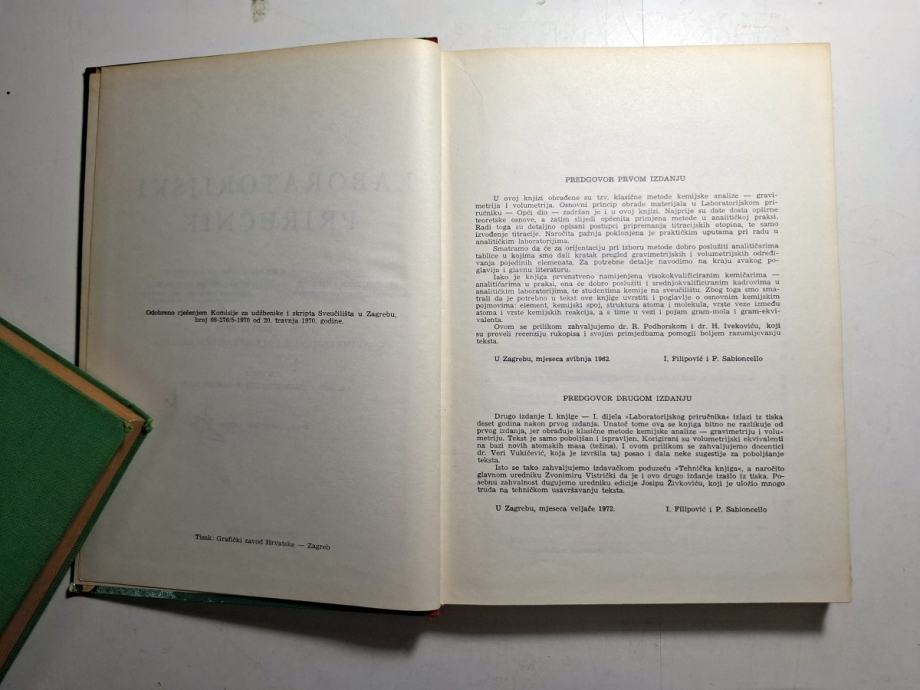 Odobreno rješenjem Komisije za udžbenike i skripta Sveučilišta u Zagrebu,
broj 69-276/5-1970 od 20. travnja 1970. godine.
Tisak: Grafički zavod Hrvatske — Zagreb
PREDGOVOR PRVOM IZDANJU
U ovoj knjizi obrađene su tzv. klasične metode kemijske analize — gravi-
metrija i volumetrija. Osnovni princip obrade materijala u Laboratorijskom pri-
ručniku — Opći dio — zadržan je i u ovoj knjizi. Najprije su date dosta opširne
teoretske osnove, a zatim slijedi općenita primjena metode u analitičkoj praksi.
Radi toga su detaljno opisani postupci pripremanja titracijskih otopina, te samo
izvođenje titracije. Naročita pažnja poklonjena je praktičkim uputama pri radu u
analitičkim laboratorijima.
Smatramo da će za orijentaciju pri izboru metode dobro poslužiti analitičarima
tablice u kojima smo dali kratak pregled gravimetrijskih i volumetrijskih određi-
vanja pojedinih elemenata. Za potrebne detalje navodimo na kraju svakog po-
glavlja i glavnu literaturu.
Iako je knjiga prvenstveno namijenjena visokokvalificiranim kemičarima —
analitičarima u praksi, ona će dobro poslužiti i srednjokvalificiranim kadrovima u
analitičkim laboratorijima, te studentima kemije na sveučilištu. Zbog toga smo sma-
trali da je potrebno u tekst ove knjige uvrstiti i poglavlje o osnovnim kemijskim
pojmovima: element, kemijski spoj, struktura atoma i molekula, vrste veze između
atoma i vrste kemijskih reakcija, a s time u vezi i pojam gram-mola i gram-ekvi-
valenta.
Ovom se prilikom zahvaljujemo dr. R. Podhorskom i dr. H. Ivekoviću, koji
su proveli recenziju rukopisa i svojim primjedbama pomogli boljem razumijevanju
teksta.
U Zagrebu, mjeseca svibnja 1962. I. Filipović i P. Sabioncello
PREDGOVOR DRUGOM IZDANJU
Drugo izdanje I. knjige — I. dijela »Laboratorijskog priručnika« izlazi iz tiska
deset godina nakon prvog izdanja. Unatoč tome ova se knjiga bitno ne razlikuje od
prvog izdanja, jer obrađuje klasične metode kemijske analize — gravimetriju i volu-
metriju. Tekst je samo poboljšan i ispravljen. Korigirani su volumetrijski ekvivalenti
na bazi novih atomskih masa (težina). I ovom prilikom se zahvaljujemo docentici
dr. Veri Vukičević, koja je izvršila taj posao i dala neke sugestije za poboljšanje
teksta.
Isto se tako zahvaljujemo izdavačkom poduzeću »Tehnička knjiga«, a naročito
glavnom uredniku Zvonimiru Vistrički da je i ovo drugo izdanje izašlo iz tiska. Po-
sebnu zahvalnost dugujemo uredniku edicije Josipu Živkoviću, koji je uložio mnogo
truda na tehničkom usavršavanju teksta.
U Zagrebu, mjeseca veljače 1972. I. Filipović i P. Sabioncello